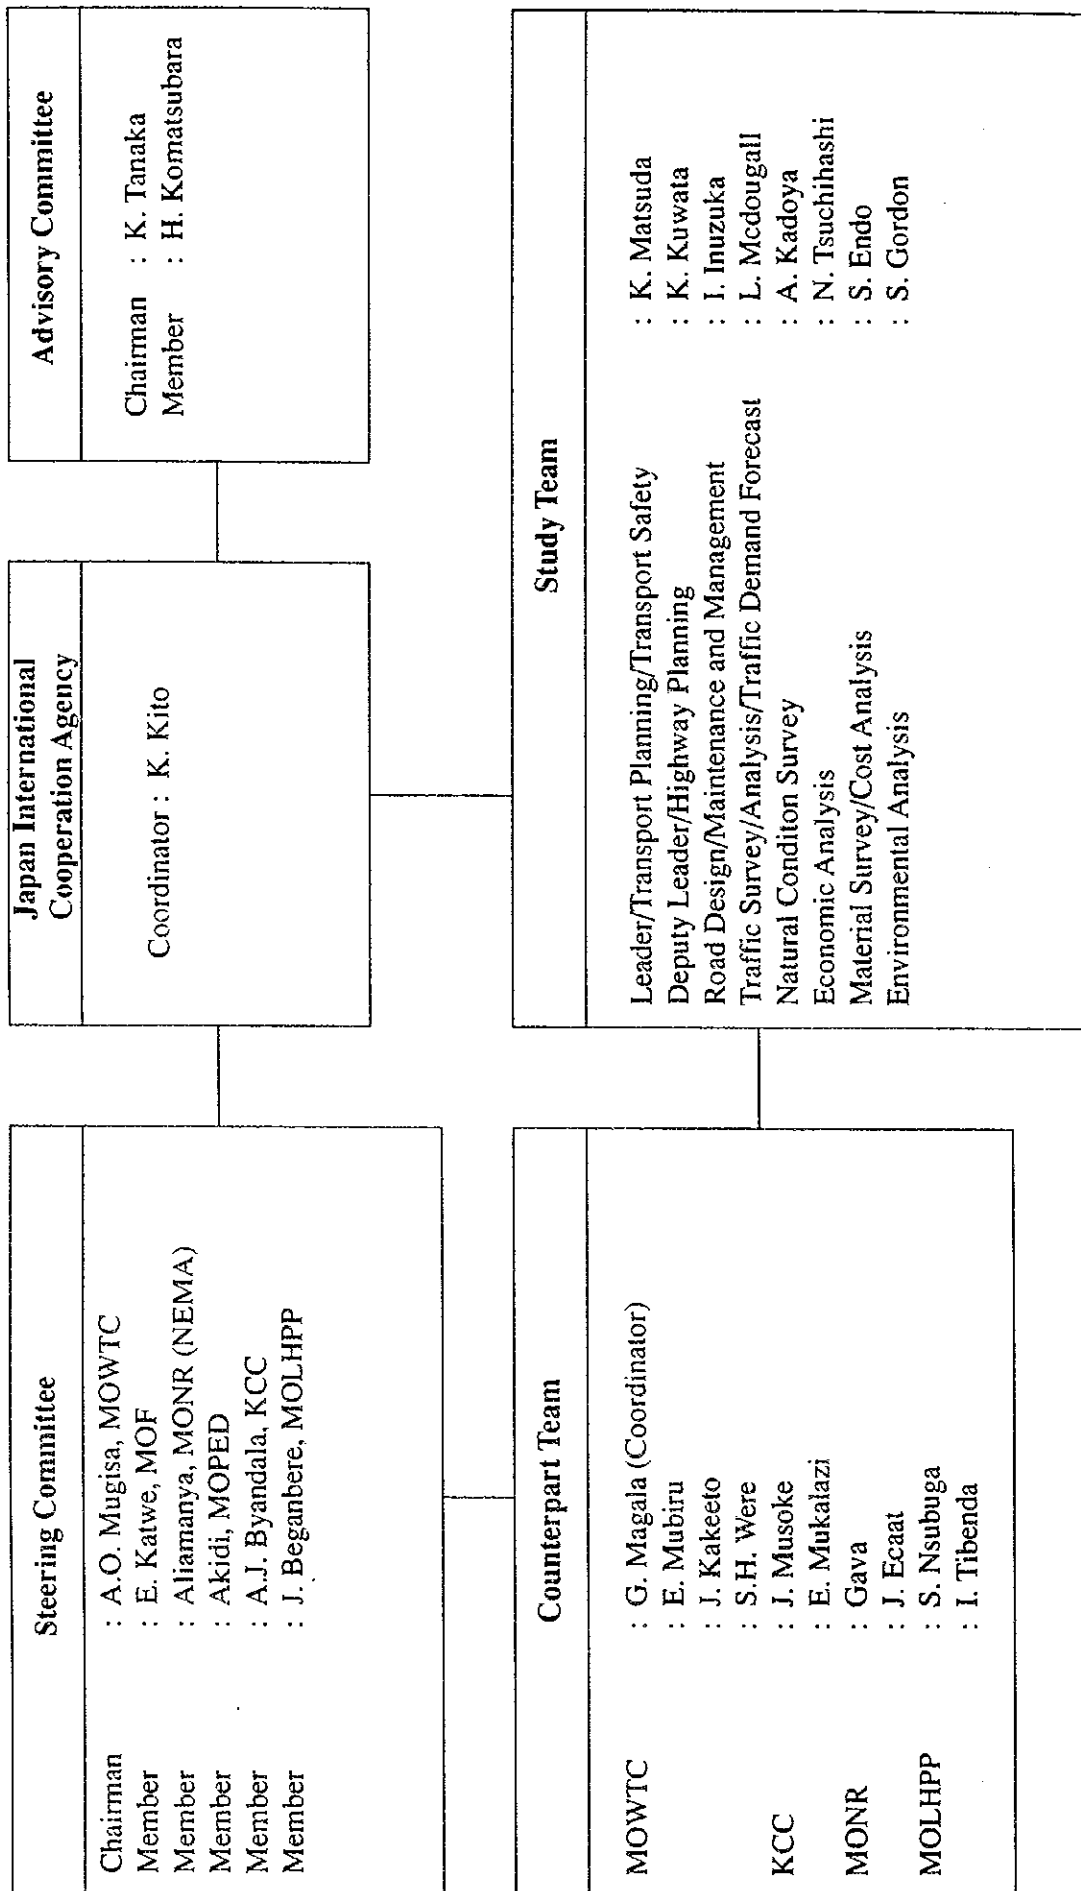 Steering Committee
Chairman : A.O. Mugisa, MOWTC
Member : E. Katwe, MOF
Member : Aliamanya, MONR (NEMA)
Member : Akidi, MOPED
Member : A.J. Byandala, KCC
Member : J. Beganbere, MOLHPP
Japan International
Cooperation Agency
Coordinator : K. Kito
Advisory Committee
Chairman : K. Tanaka
Member : H. Komatsubara
Counterpart Team
MOWTC : G. Magala (Coordinator)
: E. Mubiru
: J. Kakeeto
: S.H. Were
KCC : J. Musoke
: E. Mukalazi
MONR : Gava
: J. Ecaat
MOLHPP : S. Nsubuga
: I. Tibenda
Study Team
Leader/Transport Planning/Transport Safety : K. Matsuda
Deputy Leader/Highway Planning : K. Kuwata
Road Design/Maintenance and Management : I. Inuzuka
Traffic Survey/Analysis/Traffic Demand Forecast : L. Mcdougall
Natural Conditon Survey : A. Kadoya
Economic Analysis : N. Tsuchihashi
Material Survey/Cost Analysis : S. Endo
Environmental Analysis : S. Gordon